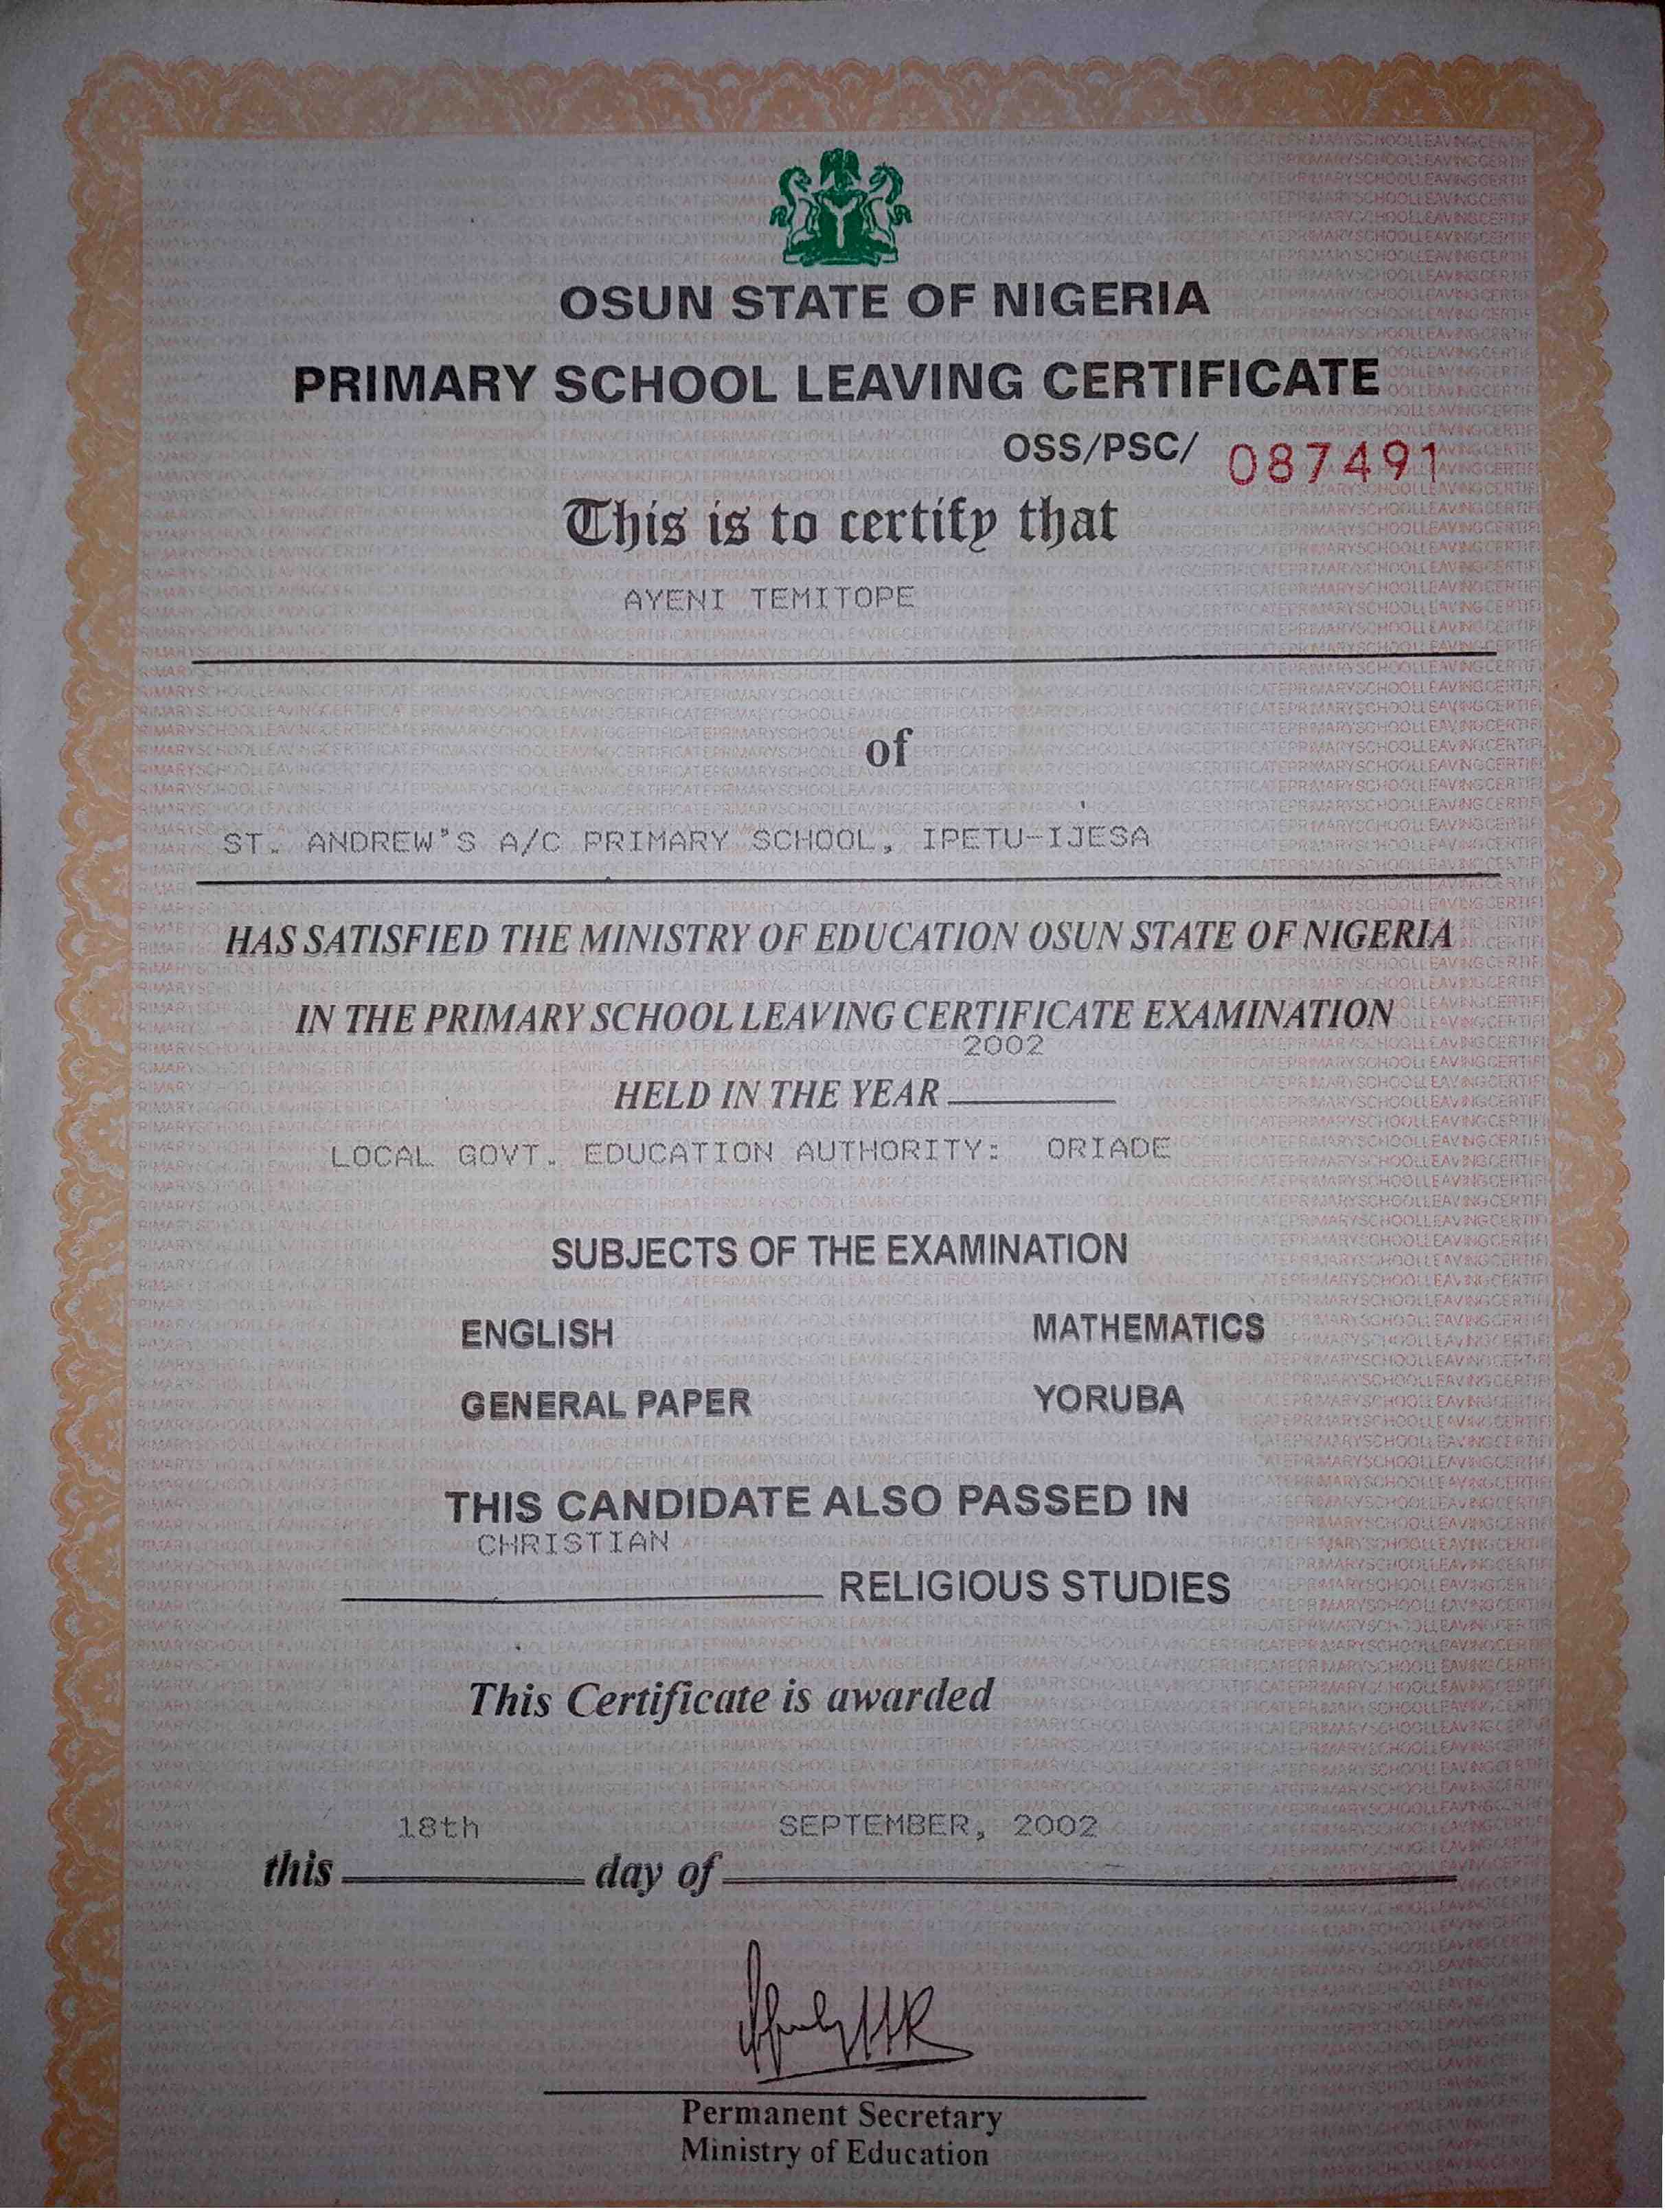 OSUN STATE OF NIGERIA
PRIMARY SCHOOL LEAVING CERTIFICATE
OSS/PSC/ 087491
This is to certify that
AYENI TEMITOPE
of
ST. ANDREW'S A/C PRIMARY SCHOOL, IPETU-IJESA
HAS SATISFIED THE MINISTRY OF EDUCATION OSUN STATE OF NIGERIA
IN THE PRIMARY SCHOOL LEAVING CERTIFICATE EXAMINATION
2002
HELD IN THE YEAR
LOCAL GOVT. EDUCATION AUTHORITY: ORIADE
SUBJECTS OF THE EXAMINATION
ENGLISH MATHEMATICS
GENERAL PAPER YORUBA
THIS CANDIDATE ALSO PASSED IN
CHRISTIAN
RELIGIOUS STUDIES
This Certificate is awarded
18th SEPTEMBER, 2002
this day of
Permanent Secretary
Ministry of Education